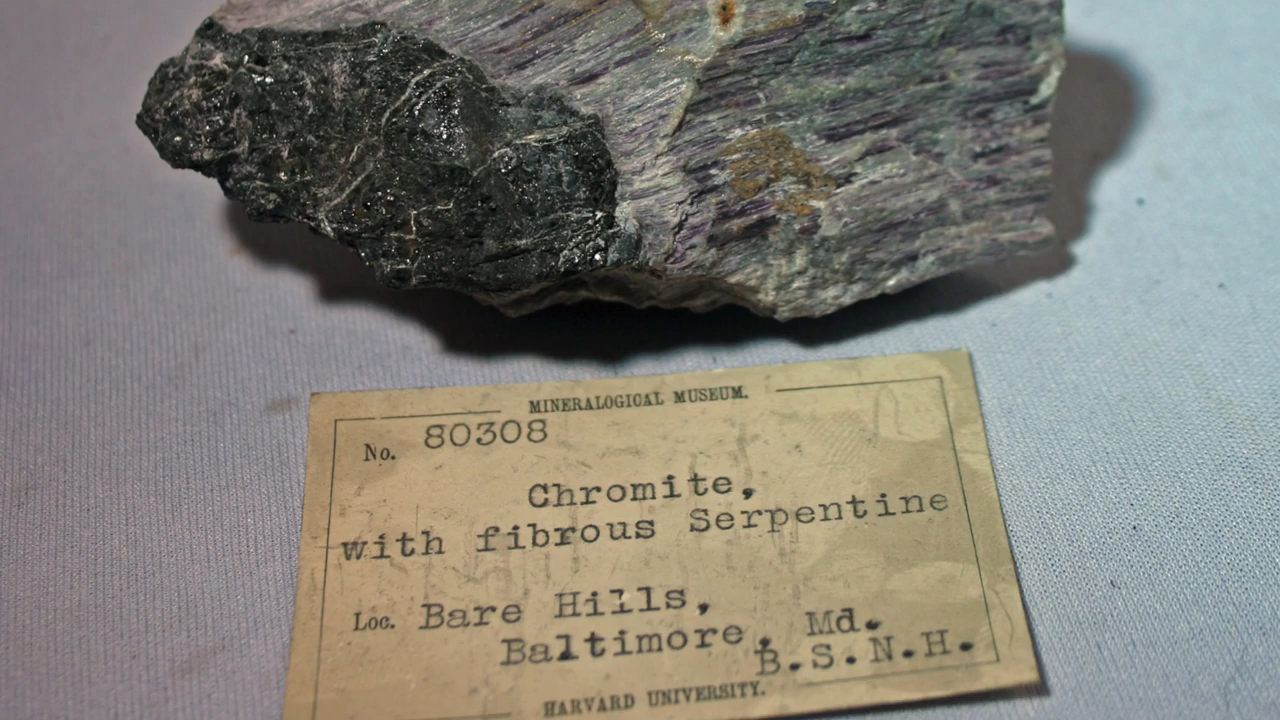 MINERALOGICAL MUSEUM.
No. 80308
Chromite,
with fibrous Serpentine
Loc. Bare Hills,
Baltimore, Md.
B.S.N.H.
HARVARD UNIVERSITY.